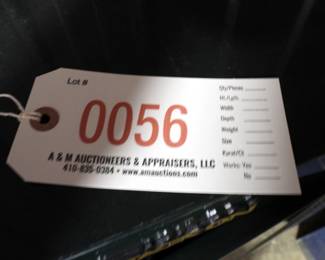 Lot #
0056
A & M AUCTIONEERS & APPRAISERS, LLC
410-835-0384 • www.amauctions.com
Qty/Pieces
Ht./Lgth.
Width
Depth
Weight
Size
Karat/Ct
Works: Yes
No